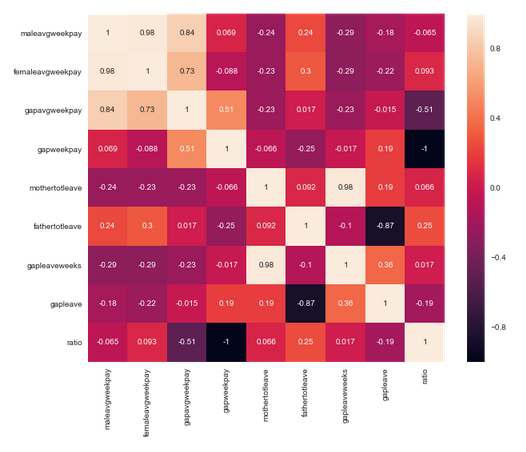 maleavgweekpay 1 0.98 0.84 0.069 -0.24 0.24 -0.29 -0.18 -0.065
femaleavgweekpay 0.98 1 0.73 -0.088 -0.23 0.3 -0.29 -0.22 0.093
gapavgweekpay 0.84 0.73 1 0.51 -0.23 0.017 -0.23 -0.015 -0.51
gapweekpay 0.069 -0.088 0.51 1 -0.066 -0.25 -0.017 0.19 -1
mothertotleave -0.24 -0.23 -0.23 -0.066 1 0.092 0.98 0.19 0.066
fathertotleave 0.24 0.3 0.017 -0.25 0.092 1 -0.1 -0.87 0.25
gapleaveweeks -0.29 -0.29 -0.23 -0.017 0.98 -0.1 1 0.36 0.017
gapleave -0.18 -0.22 -0.015 0.19 0.19 -0.87 0.36 1 -0.19
ratio -0.065 0.093 -0.51 -1 0.066 0.25 0.017 -0.19 1
maleavgweekpay
femaleavgweekpay
gapavgweekpay
gapweekpay
mothertotleave
fathertotleave
gapleaveweeks
gapleave
ratio
0.8
0.4
0.0
-0.4
-0.8